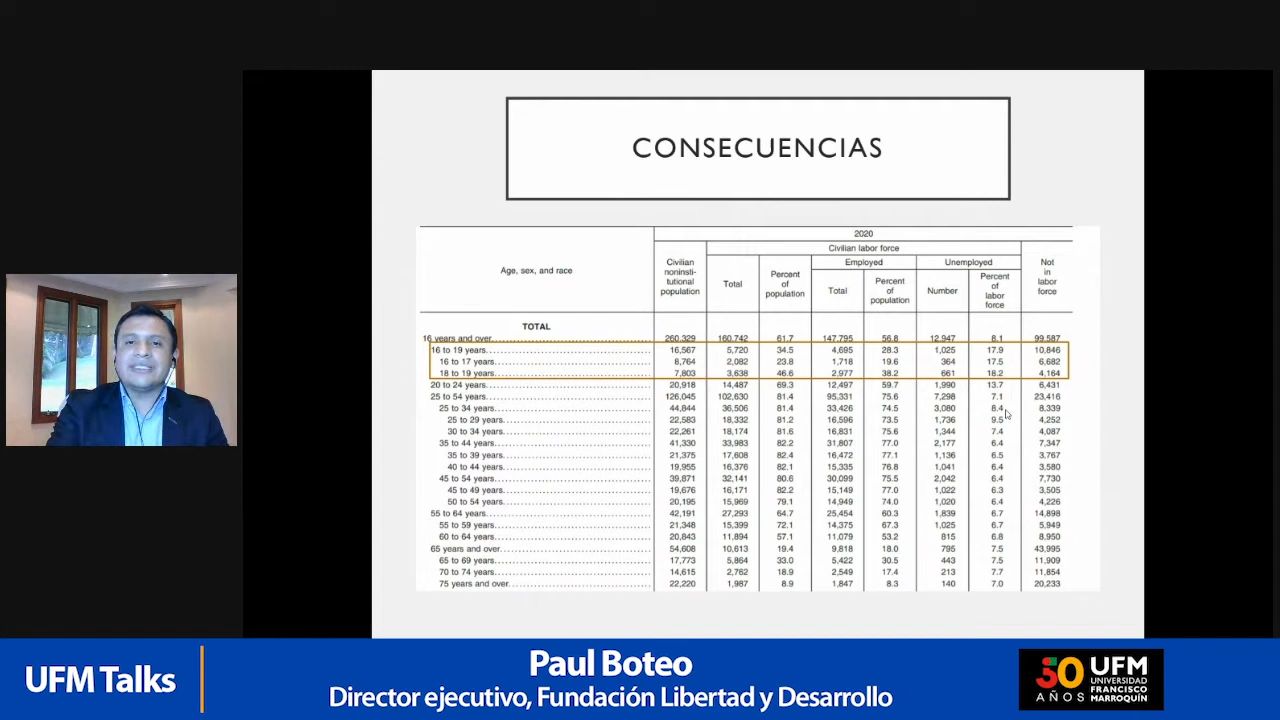 CONSECUENCIAS
2020
Civilian labor force
Employed
Unemployed
Age, sex, and race
Civilian noninsti- tutional population
Total
Percent of population
Total
Percent of population
Number
Percent of labor force
Not in labor force
TOTAL
16 years and over 260,329 160,742 61.7 147,795 56.8 12,947 8.1 99,587
16 to 19 years 16,567 5,720 34.5 4,695 28.3 1,025 17.9 10,846
16 to 17 years 8,764 2,082 23.8 1,718 19.6 364 17.5 6,682
18 to 19 years 7,803 3,638 46.6 2,977 38.2 661 18.2 4,164
20 to 24 years 20,918 14,487 69.3 12,497 59.7 1,990 13.7 6,431
25 to 54 years 126,045 102,630 81.4 95,331 75.6 7,298 7.1 23,416
25 to 34 years 44,844 36,506 81.4 33,426 74.5 3,080 8.4 8,339
25 to 29 years 22,583 18,332 81.2 16,596 73.5 1,736 9.5 4,252
30 to 34 years 22,261 18,174 81.6 16,831 75.6 1,344 7.4 4,087
35 to 44 years 41,330 33,983 82.2 31,807 77.0 2,177 6.4 7,347
35 to 39 years 21,375 17,608 82.4 16,472 77.1 1,136 6.5 3,767
40 to 44 years 19,955 16,376 82.1 15,335 76.8 1,041 6.4 3,580
45 to 54 years 39,871 32,141 80.6 30,099 75.5 2,042 6.4 7,730
45 to 49 years 19,676 16,171 82.2 15,149 77.0 1,022 6.3 3,505
50 to 54 years 20,195 15,969 79.1 14,949 74.0 1,020 6.4 4,226
55 to 64 years 42,191 27,293 64.7 25,454 60.3 1,839 6.7 14,898
55 to 59 years 21,348 15,399 72.1 14,375 67.3 1,025 6.7 5,949
60 to 64 years 20,843 11,894 57.1 11,079 53.2 815 6.8 8,950
65 years and over 54,608 10,613 19.4 9,818 18.0 795 7.5 43,995
65 to 69 years 17,773 5,864 33.0 5,422 30.5 443 7.5 11,909
70 to 74 years 14,615 2,762 18.9 2,549 17.4 213 7.7 11,854
75 years and over 22,220 1,987 8.9 1,847 8.3 140 7.0 20,233
UFM Talks
Paul Boteo
Director ejecutivo, Fundación Libertad y Desarrollo
50 AÑOS
UFM
UNIVERSIDAD
FRANCISCO
MARROQUÍN